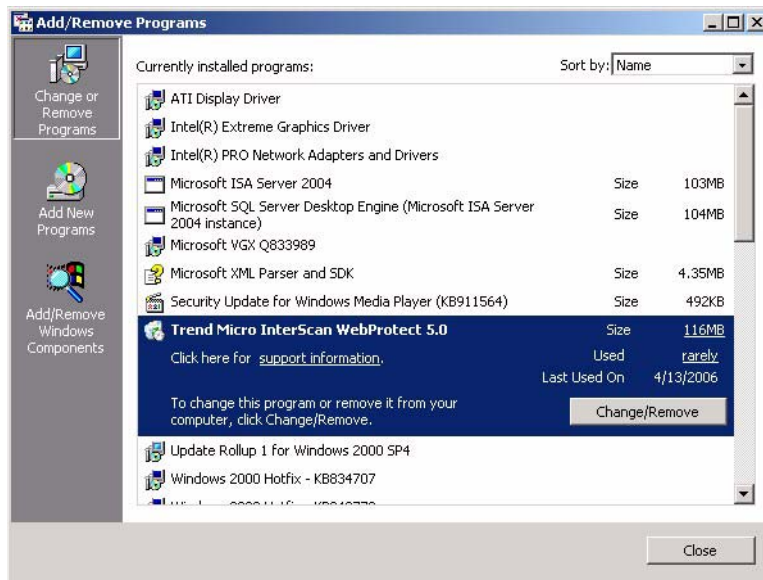 Add/Remove Programs
Change or
Remove
Programs
Add New
Programs
Add/Remove
Windows
Components
Currently installed programs:
Sort by: Name
ATI Display Driver
Intel(R) Extreme Graphics Driver
Intel(R) PRO Network Adapters and Drivers
Microsoft ISA Server 2004 Size 103MB
Microsoft SQL Server Desktop Engine (Microsoft ISA Server
2004 instance) Size 104MB
Microsoft VGX Q833989
Microsoft XML Parser and SDK Size 4.35MB
Security Update for Windows Media Player (KB911564) Size 492KB
Trend Micro InterScan WebProtect 5.0 Size 116MB
Click here for support information. Used rarely
Last Used On 4/13/2006
To change this program or remove it from your
computer, click Change/Remove.
Change/Remove
Update Rollup 1 for Windows 2000 SP4
Windows 2000 Hotfix - KB834707
Close